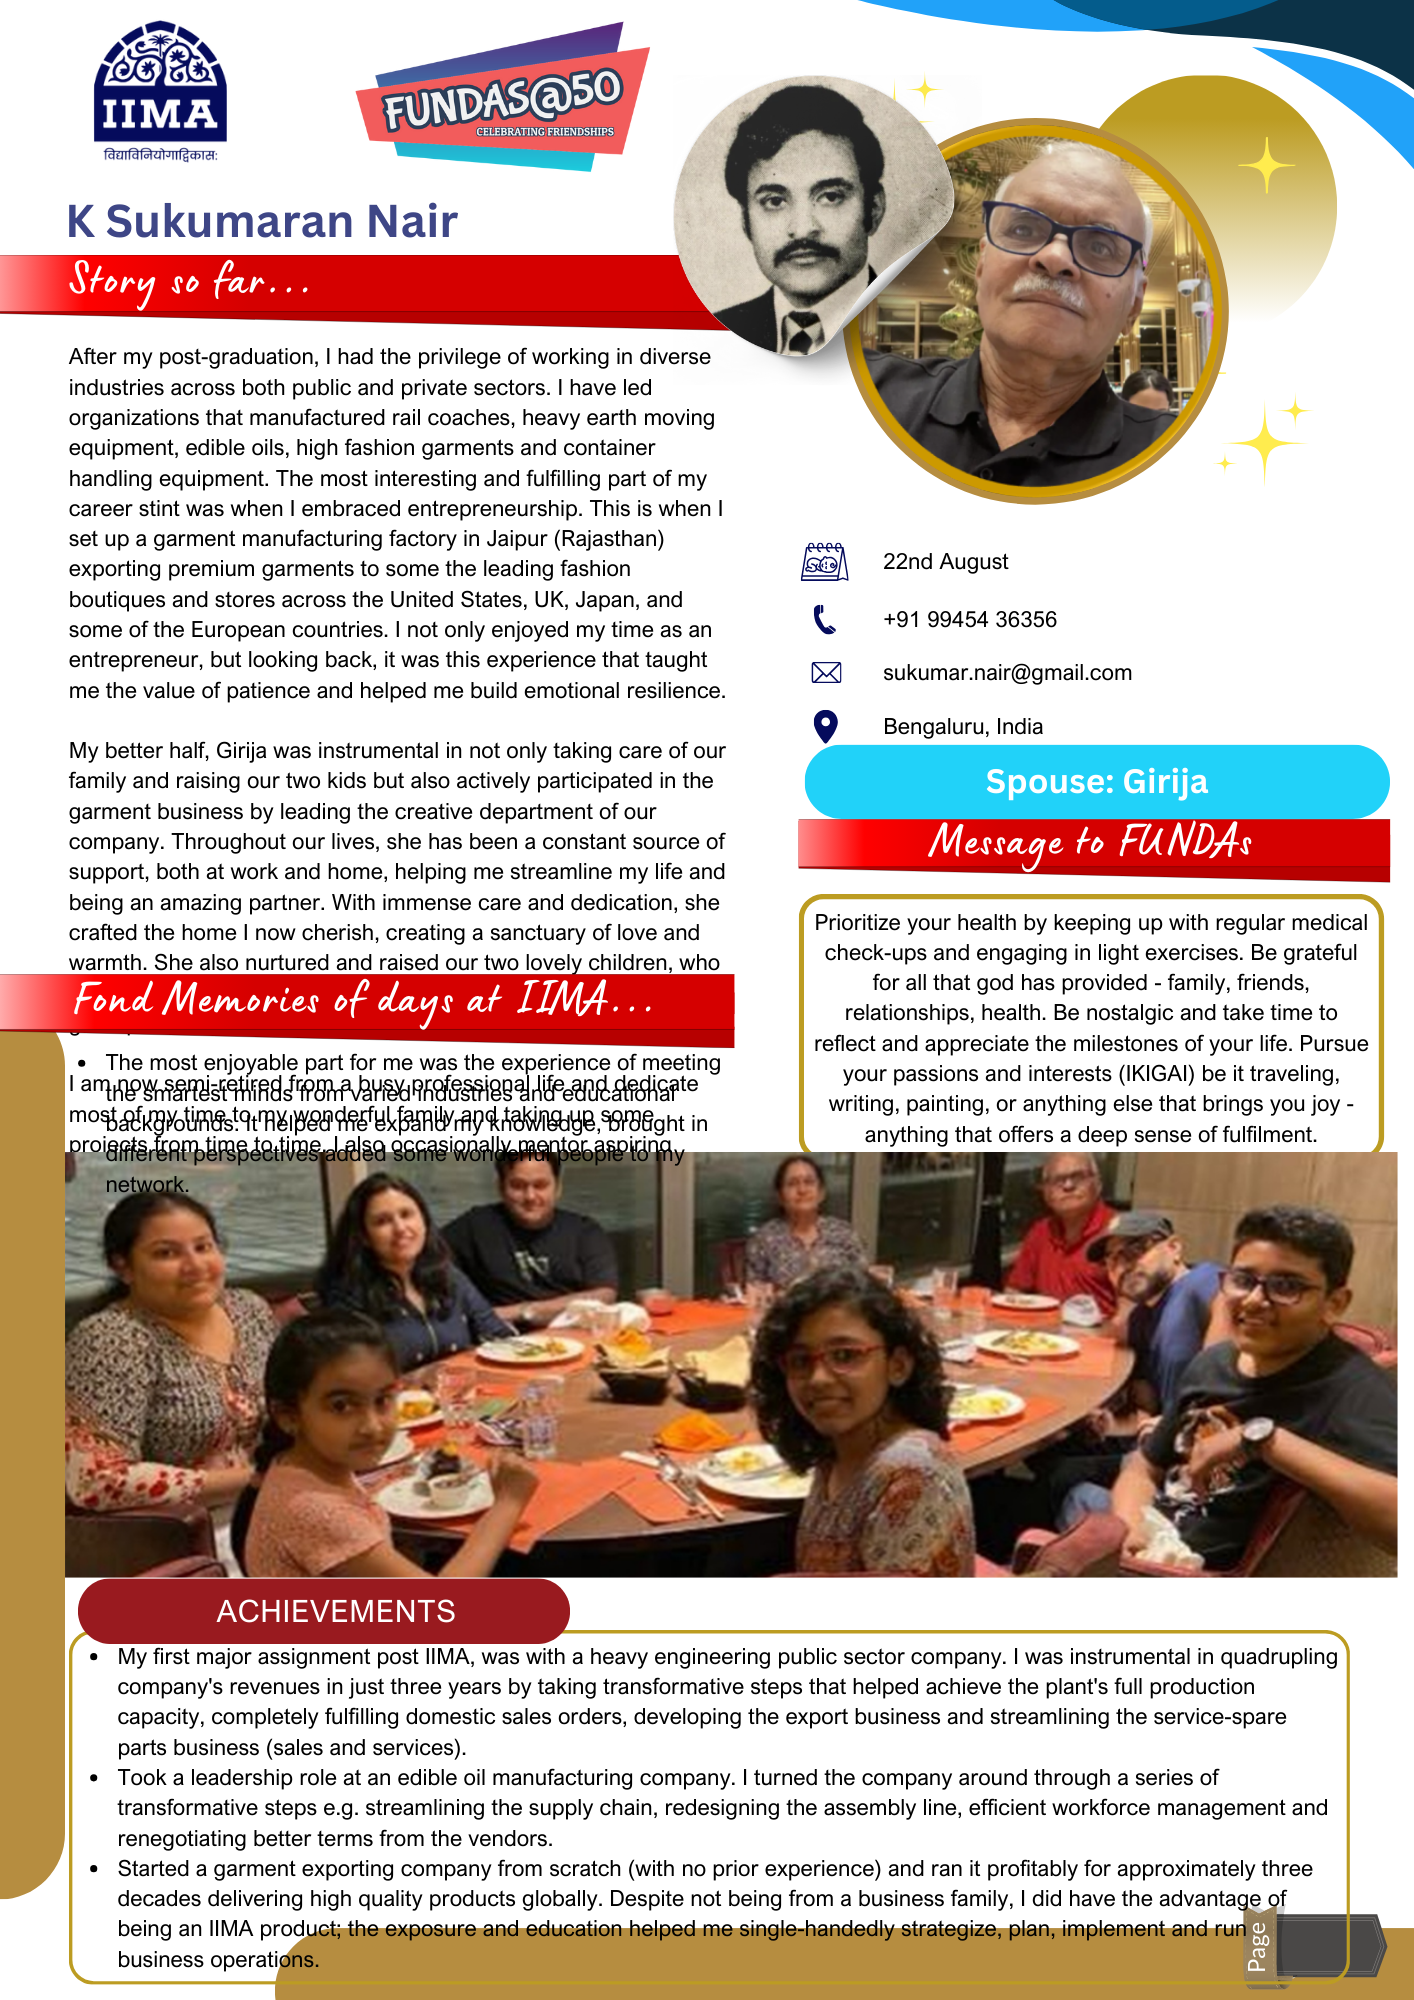 IIMA
विद्याविनियोगाद्विकास:
FUNDAS@50
CELEBRATING FRIENDSHIPS
K Sukumaran Nair
Story so far...
After my post-graduation, I had the privilege of working in diverse
industries across both public and private sectors. I have led
organizations that manufactured rail coaches, heavy earth moving
equipment, edible oils, high fashion garments and container
handling equipment. The most interesting and fulfilling part of my
career stint was when I embraced entrepreneurship. This is when I
set up a garment manufacturing factory in Jaipur (Rajasthan)
exporting premium garments to some the leading fashion
boutiques and stores across the United States, UK, Japan, and
some of the European countries. I not only enjoyed my time as an
entrepreneur, but looking back, it was this experience that taught
me the value of patience and helped me build emotional resilience.
My better half, Girija was instrumental in not only taking care of our
family and raising our two kids but also actively participated in the
garment business by leading the creative department of our
company. Throughout our lives, she has been a constant source of
support, both at work and home, helping me streamline my life and
being an amazing partner. With immense care and dedication, she
crafted the home I now cherish, creating a sanctuary of love and
warmth. She also nurtured and raised our two lovely children, who
I am now semi-retired from a busy professional life and dedicate
most of my time to my wonderful family and taking up some
projects from time to time. I also occasionally mentor aspiring
Fond Memories of days at IIMA...
The most enjoyable part for me was the experience of meeting
the smartest minds from varied industries and educational
backgrounds. It helped me expand my knowledge, brought in
different perspectives added some wonderful people to my
network.
22nd August
+91 99454 36356
sukumar.nair@gmail.com
Bengaluru, India
Spouse: Girija
Message to FUNDAs
Prioritize your health by keeping up with regular medical
check-ups and engaging in light exercises. Be grateful
for all that god has provided - family, friends,
relationships, health. Be nostalgic and take time to
reflect and appreciate the milestones of your life. Pursue
your passions and interests (IKIGAI) be it traveling,
writing, painting, or anything else that brings you joy -
anything that offers a deep sense of fulfilment.
ACHIEVEMENTS
My first major assignment post IIMA, was with a heavy engineering public sector company. I was instrumental in quadrupling
company's revenues in just three years by taking transformative steps that helped achieve the plant's full production
capacity, completely fulfilling domestic sales orders, developing the export business and streamlining the service-spare
parts business (sales and services).
Took a leadership role at an edible oil manufacturing company. I turned the company around through a series of
transformative steps e.g. streamlining the supply chain, redesigning the assembly line, efficient workforce management and
renegotiating better terms from the vendors.
Started a garment exporting company from scratch (with no prior experience) and ran it profitably for approximately three
decades delivering high quality products globally. Despite not being from a business family, I did have the advantage of
being an IIMA product; the exposure and education helped me single-handedly strategize, plan, implement and run
business operations.
Page